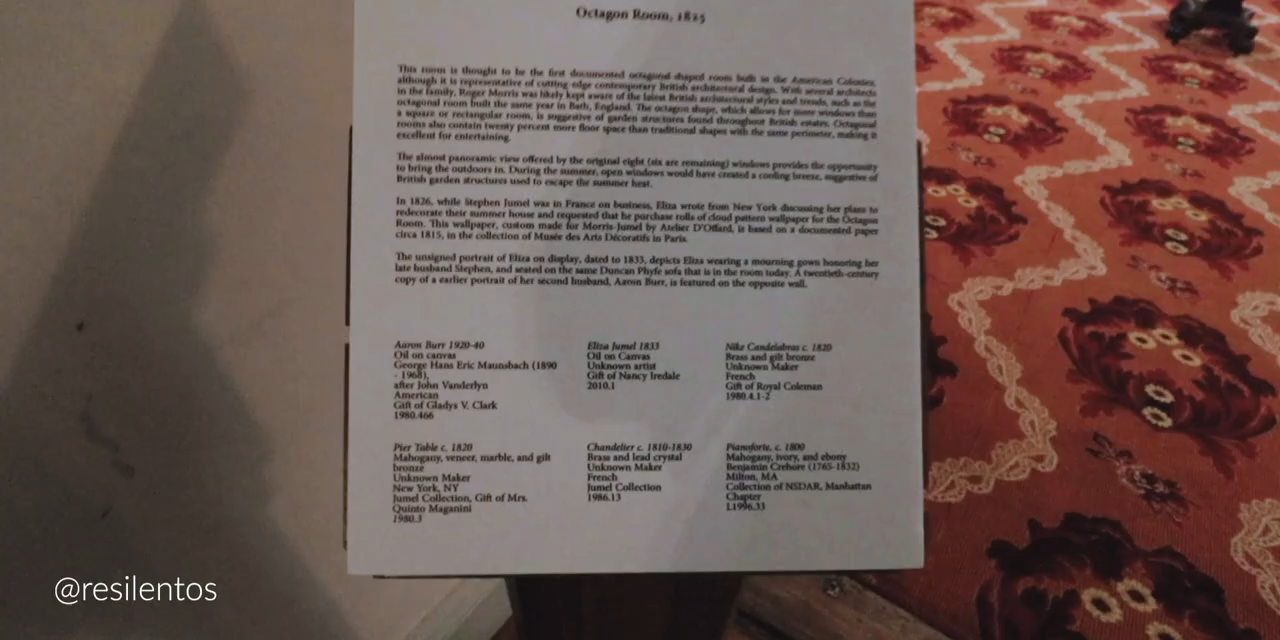 Octagon Room, 1825
This room is thought to be the first documented octagonal shaped room built in the American Colonies,
although it is representative of cutting edge contemporary British architectural design. With several architects
in the family, Roger Morris was likely kept aware of the latest British architectural styles and trends, such as the
octagonal room built the same year in Bath, England. The octagon shape, which allows for more windows than
a square or rectangular room, is suggestive of garden structures found throughout British estates. Octagonal
rooms also contain twenty percent more floor space than traditional shapes with the same perimeter, making it
excellent for entertaining.
The almost panoramic view offered by the original eight (six are remaining) windows provides the opportunity
to bring the outdoors in. During the summer, open windows would have created a cooling breeze, suggestive of
British garden structures used to escape the summer heat.
In 1826, while Stephen Jumel was in France on business, Eliza wrote from New York discussing her plans to
redecorate their summer house and requested that he purchase rolls of cloud pattern wallpaper for the Octagon
Room. This wallpaper, custom made for Morris-Jumel by Atelier D'Offard, is based on a documented paper
circa 1815, in the collection of Musée des Arts Décoratifs in Paris.
The unsigned portrait of Eliza on display, dated to 1833, depicts Eliza wearing a mourning gown honoring her
late husband Stephen, and seated on the same Duncan Phyfe sofa that is in the room today. A twentieth-century
copy of a earlier portrait of her second husband, Aaron Burr, is featured on the opposite wall.
Aaron Burr 1920-40
Oil on canvas
George Hans Eric Maunsbach (1890
- 1968),
after John Vanderlyn
American
Gift of Gladys V. Clark
1980.466
Eliza Jumel 1833
Oil on Canvas
Unknown artist
Gift of Nancy Iredale
2010.1
Nike Candelabras c. 1820
Brass and gilt bronze
Unknown Maker
French
Gift of Royal Coleman
1980.4.1-2
Pier Table c. 1820
Mahogany, veneer, marble, and gilt
bronze
Unknown Maker
New York, NY
Jumel Collection, Gift of Mrs.
Quinto Maganini
1980.3
Chandelier c. 1810-1830
Brass and lead crystal
Unknown Maker
French
Jumel Collection
1986.13
Pianoforte, c. 1800
Mahogany, ivory, and ebony
Benjamin Crehore (1765-1832)
Milton, MA
Collection of NSDAR, Manhattan
Chapter
L1996.33
@resilentos